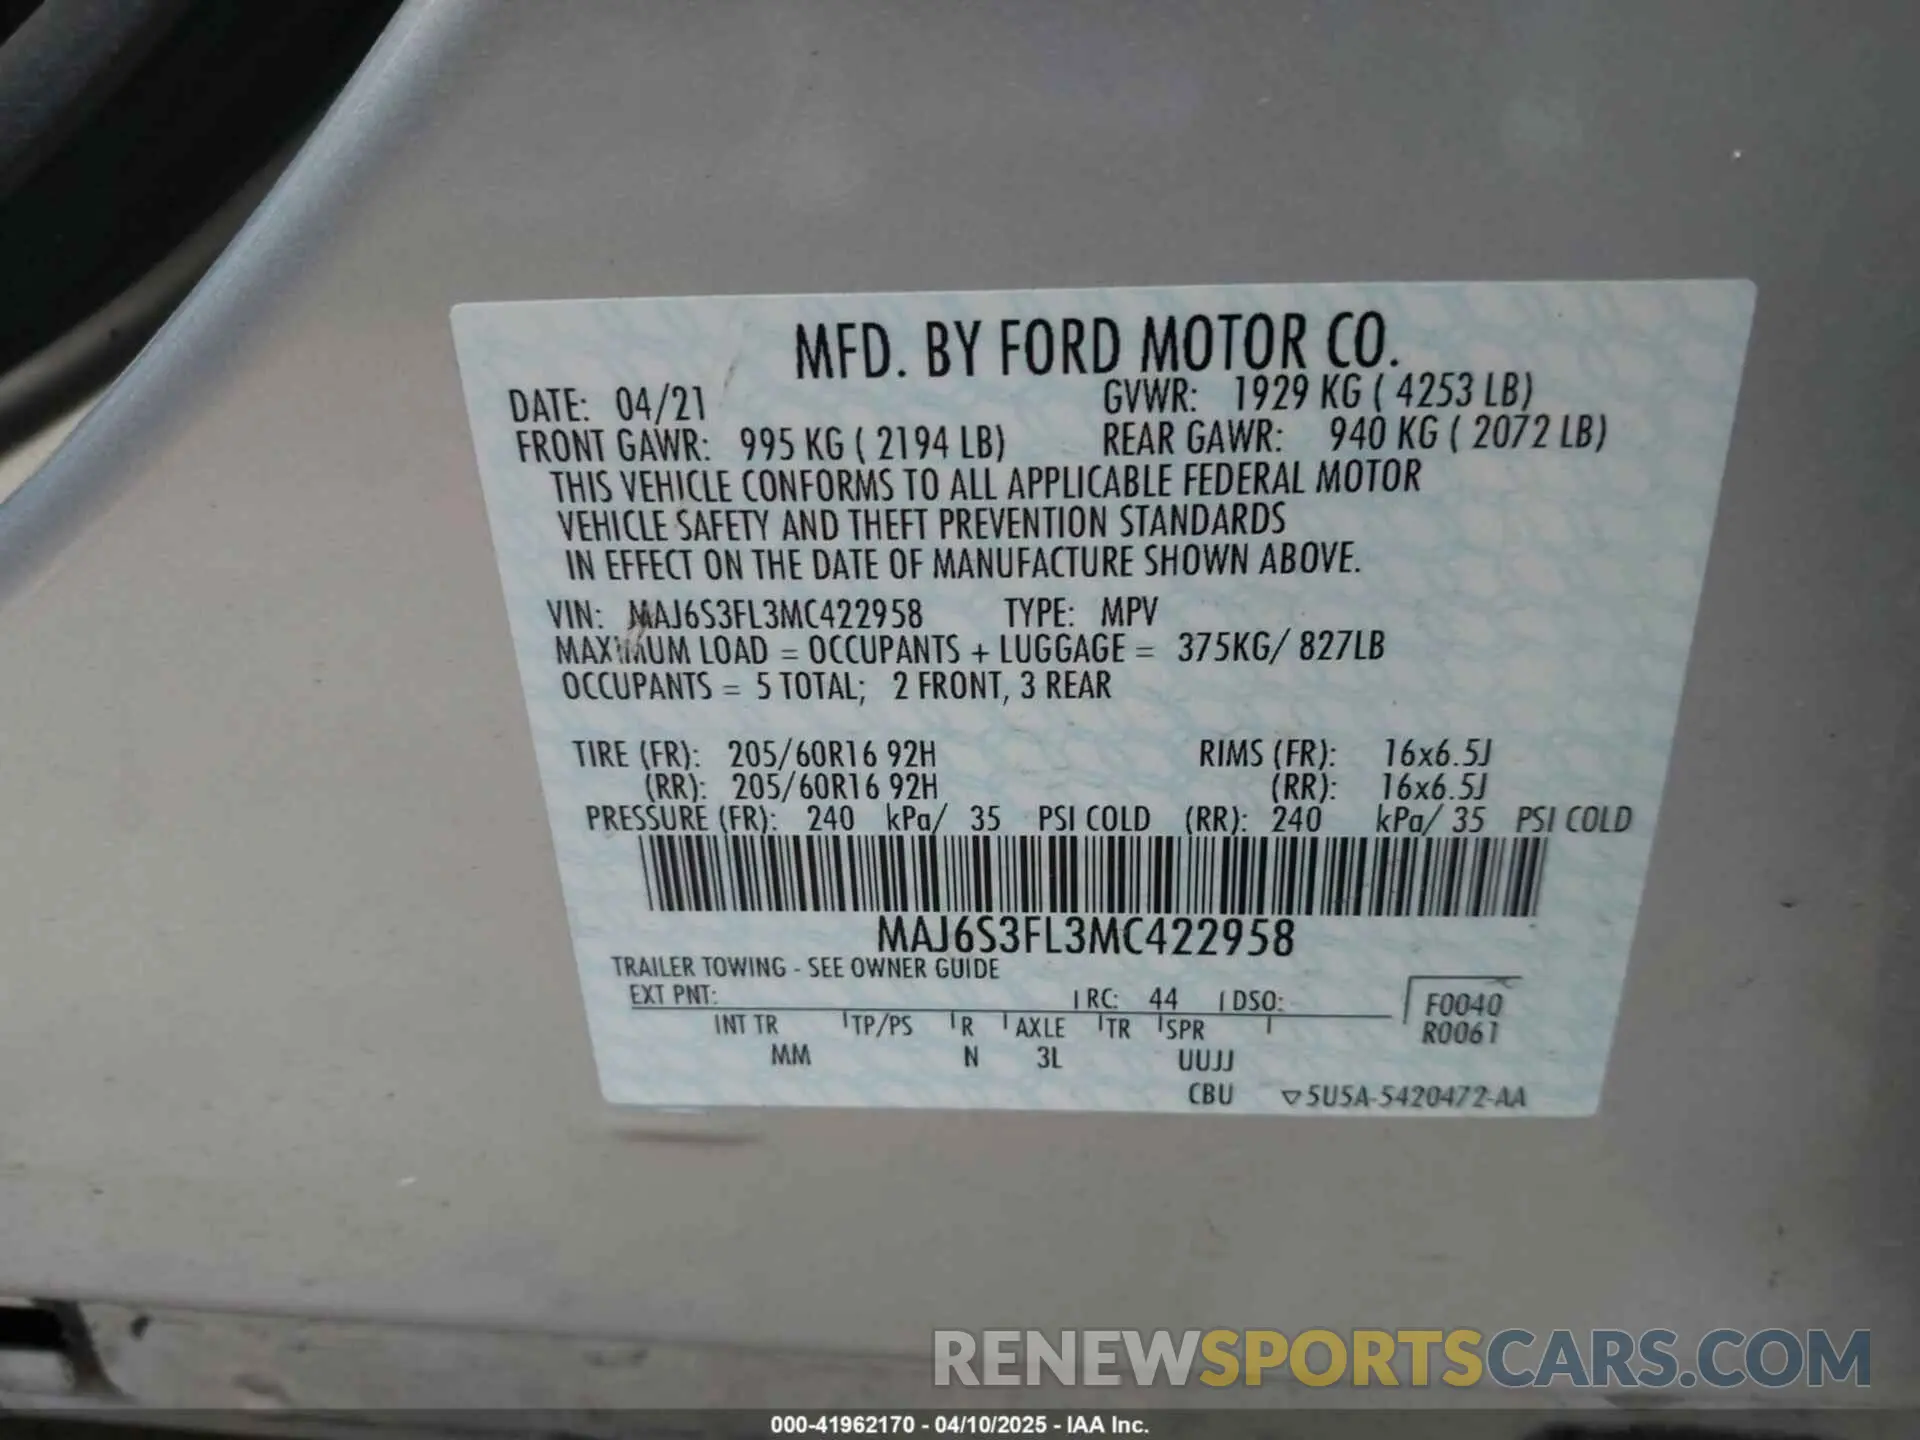 MFD. BY FORD MOTOR CO.
DATE: 04/21 GVWR: 1929 KG ( 4253 LB)
FRONT GAWR: 995 KG ( 2194 LB) REAR GAWR: 940 KG ( 2072 LB)
THIS VEHICLE CONFORMS TO ALL APPLICABLE FEDERAL MOTOR
VEHICLE SAFETY AND THEFT PREVENTION STANDARDS
IN EFFECT ON THE DATE OF MANUFACTURE SHOWN ABOVE.
VIN: MAJ6S3FL3MC422958 TYPE: MPV
MAXIMUM LOAD = OCCUPANTS + LUGGAGE = 375KG/ 827LB
OCCUPANTS = 5 TOTAL; 2 FRONT, 3 REAR
TIRE (FR): 205/60R16 92H RIMS (FR): 16x6.5J
(RR): 205/60R16 92H (RR): 16x6.5J
PRESSURE (FR): 240 kPa/ 35 PSI COLD (RR): 240 kPa/ 35 PSI COLD
MAJ6S3FL3MC422958
TRAILER TOWING - SEE OWNER GUIDE
EXT PNT: RC: 44 DSO: F0040
INT TR TP/PS R AXLE TR SPR R0061
MM N 3L UUJJ
CBU ▽5U5A-5420472-AA
RENEWSPORTSCARS.COM
000-41962170 - 04/10/2025 - IAA Inc.